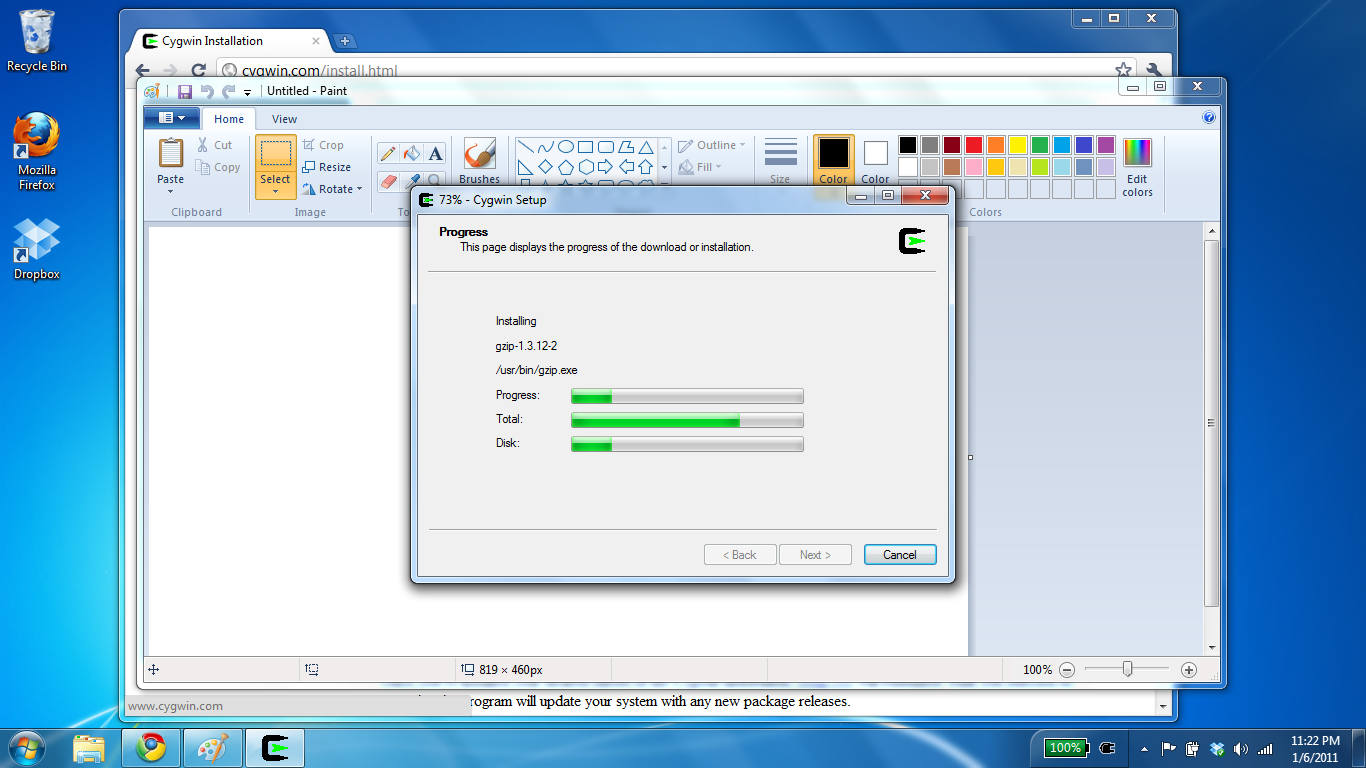 Recycle Bin
Mozilla
Firefox
Dropbox
Cygwin Installation
cygwin.com/install.html
Untitled - Paint
Home View
Paste
Cut
Copy
Clipboard
Select
Crop
Resize
Rotate
Image
A
Brushes
Outline
Fill
Size
Color
Color
Edit
colors
Colors
73% - Cygwin Setup
Progress
This page displays the progress of the download or installation.
Installing
gzip-1.3.12-2
/usr/bin/gzip.exe
Progress:
Total:
Disk:
< Back Next > Cancel
819 × 460px
100%
www.cygwin.com
rogram will update your system with any new package releases.
100%
11:22 PM
1/6/2011